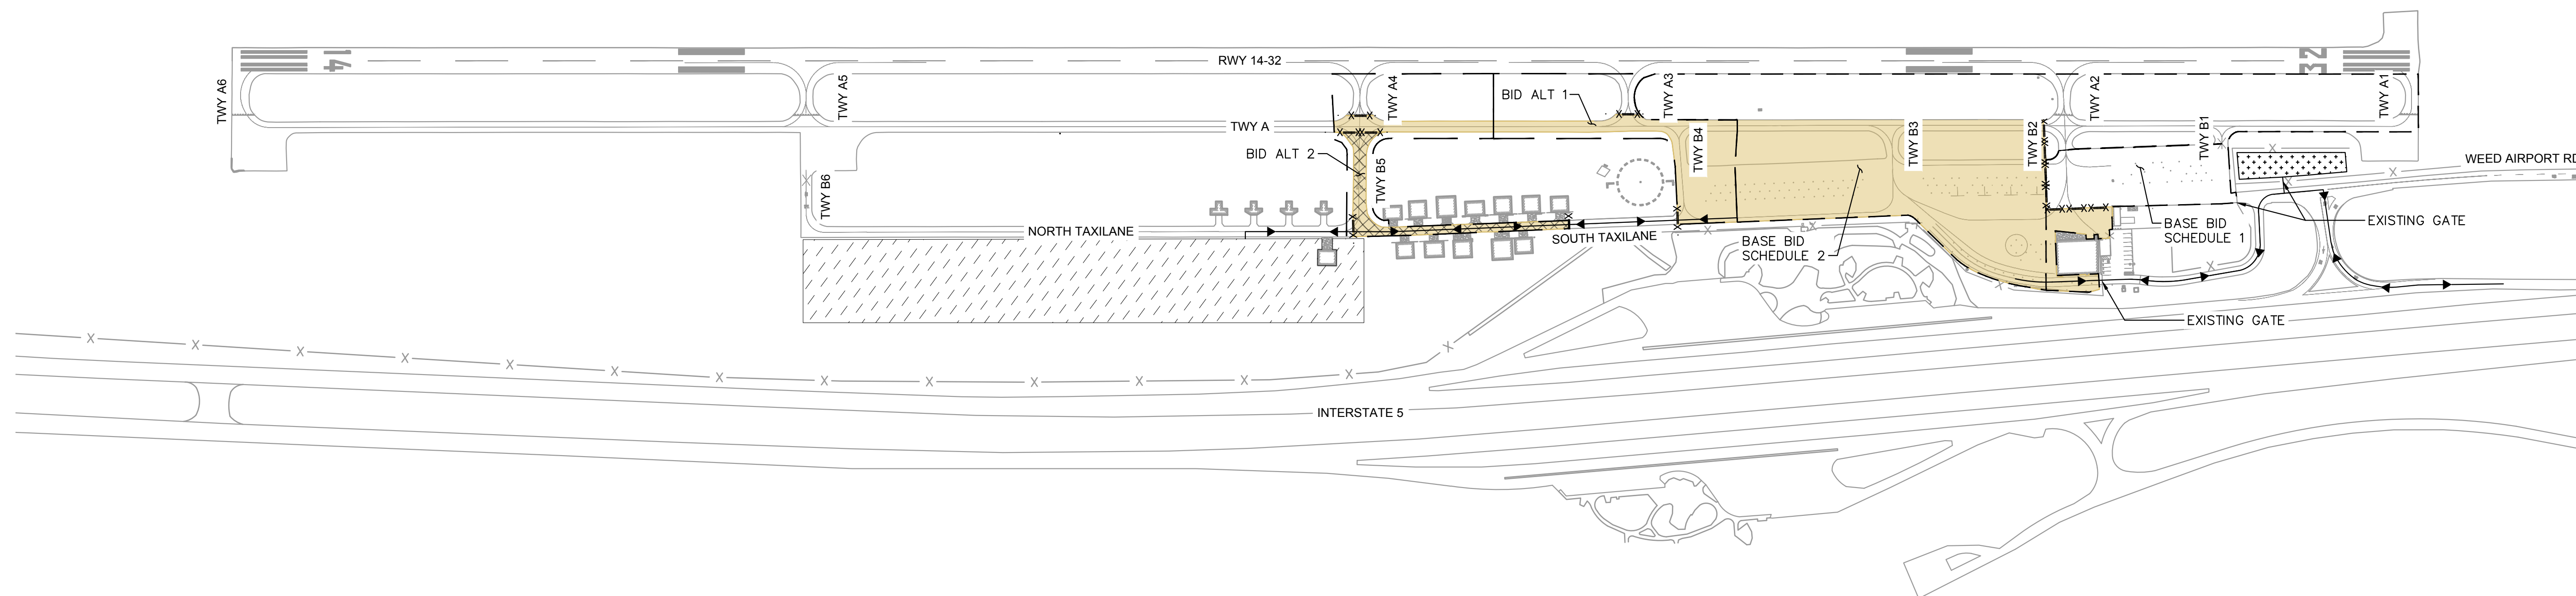 14
32
RWY 14-32
TWY A6
TWY A5
TWY A4
TWY A3
TWY A2
TWY A1
BID ALT 1
TWY A
BID ALT 2
TWY B6
TWY B5
TWY B4
TWY B3
TWY B2
TWY B1
WEED AIRPORT RD
NORTH TAXILANE
SOUTH TAXILANE
BASE BID
SCHEDULE 2
BASE BID
SCHEDULE 1
EXISTING GATE
EXISTING GATE
INTERSTATE 5